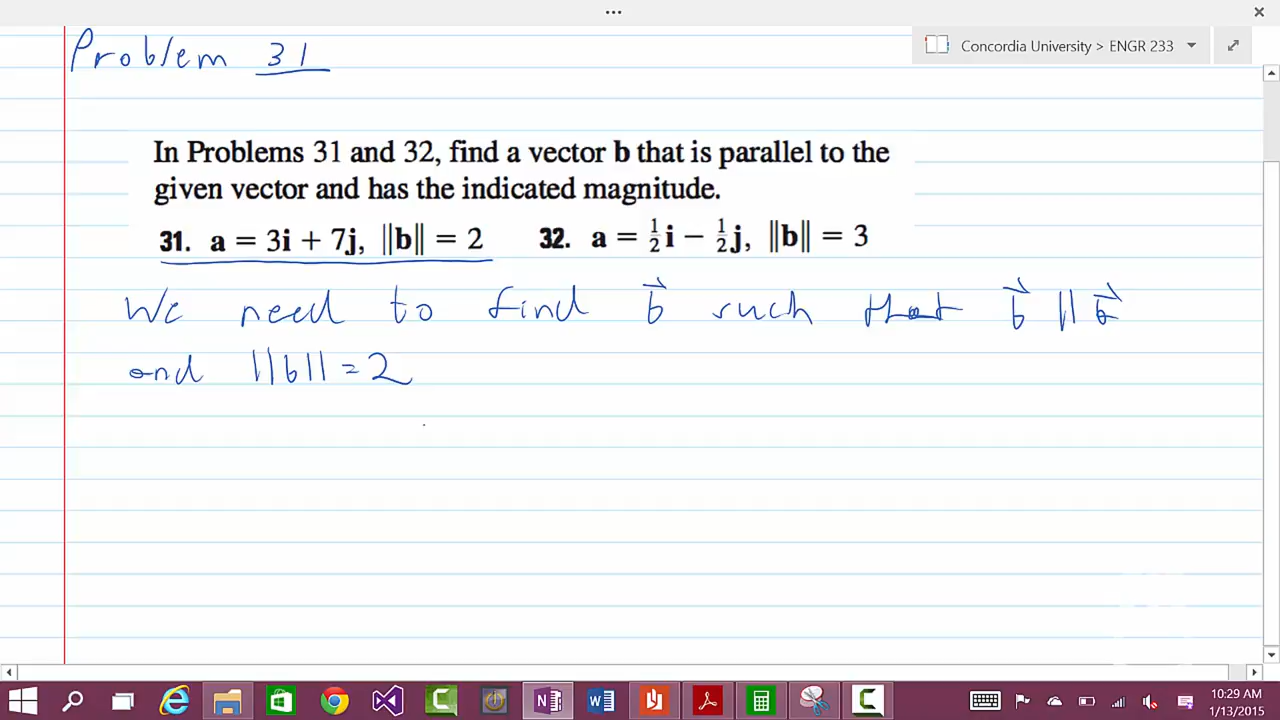 ...
Concordia University > ENGR 233
Problem 31
In Problems 31 and 32, find a vector b that is parallel to the
given vector and has the indicated magnitude.
31. a = 3i + 7j, ||b|| = 2 32. a = ½i − ½j, ||b|| = 3
We need to find b⃗ such that b⃗ ||
and ||b|| = 2
10:29 AM
1/13/2015